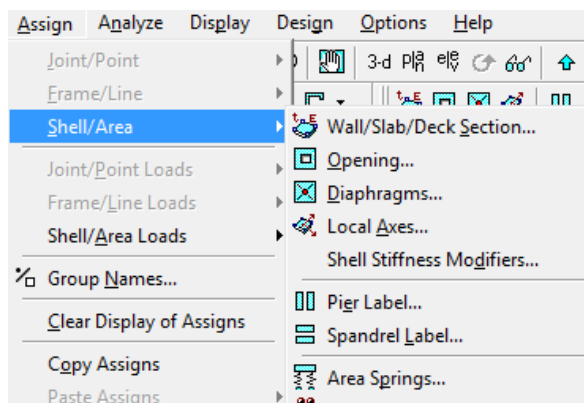 Assign Analyze Display Design Options Help
Joint/Point
Frame/Line
Shell/Area
Joint/Point Loads
Frame/Line Loads
Shell/Area Loads
Group Names...
Clear Display of Assigns
Copy Assigns
Paste Assigns
3-d
Wall/Slab/Deck Section...
Opening...
Diaphragms...
Local Axes...
Shell Stiffness Modifiers...
Pier Label...
Spandrel Label...
Area Springs...